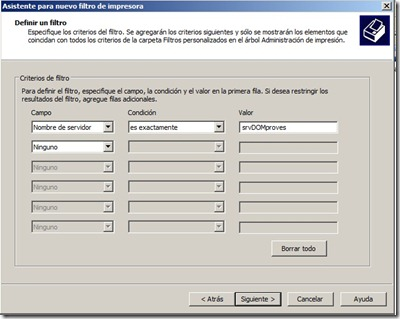 Asistente para nuevo filtro de impresora
Definir un filtro
Especifique los criterios del filtro. Se agregarán los criterios siguientes y sólo se mostrarán los elementos que
coincidan con todos los criterios de la carpeta Filtros personalizados en el árbol Administración de impresión.
Criterios de filtro
Para definir el filtro, especifique el campo, la condición y el valor en la primera fila. Si desea restringir los
resultados del filtro, agregue filas adicionales.
Campo Condición Valor
Nombre de servidor es exactamente srvDOMproves
Ninguno
Ninguno
Ninguno
Ninguno
Ninguno
Borrar todo
< Atrás Siguiente > Cancelar Ayuda